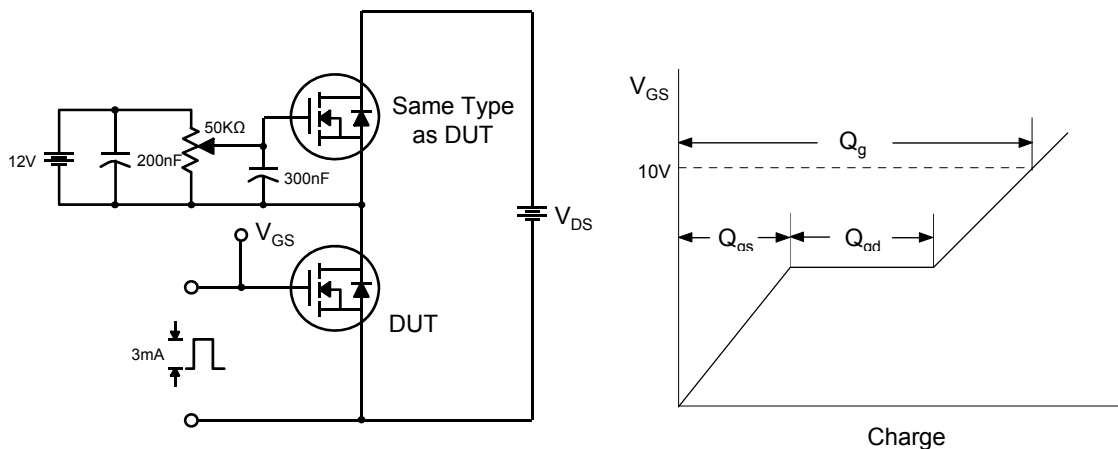 Same Type
as DUT
50KΩ
12V
200nF
300nF
V_GS
V_DS
DUT
3mA
V_GS
Q_g
10V
Q_gs
Q_gd
Charge